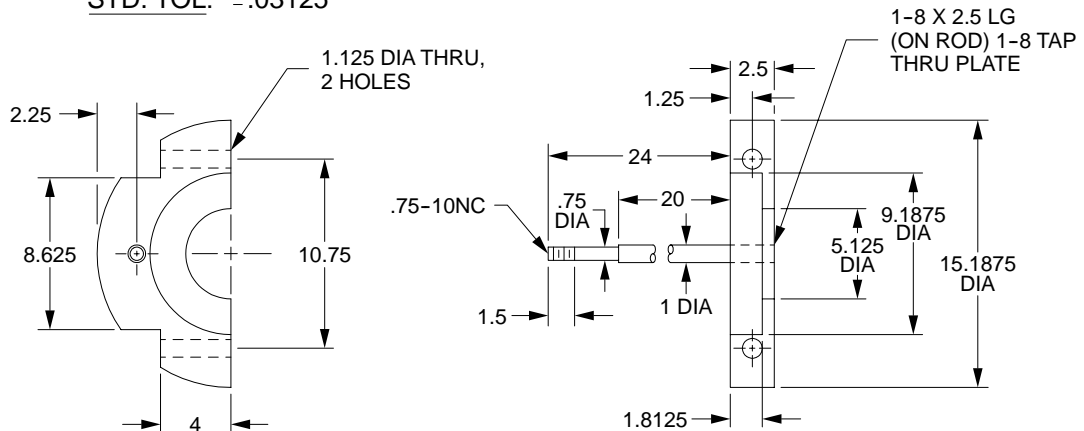 STD. TOL. .03125
1-8 X 2.5 LG
(ON ROD) 1-8 TAP
THRU PLATE
1.125 DIA THRU,
2 HOLES
2.5
1.25
2.25
24
20
.75-10NC
.75
DIA
8.625
10.75
9.1875
DIA
5.125
DIA
15.1875
DIA
1 DIA
1.5
4
1.8125